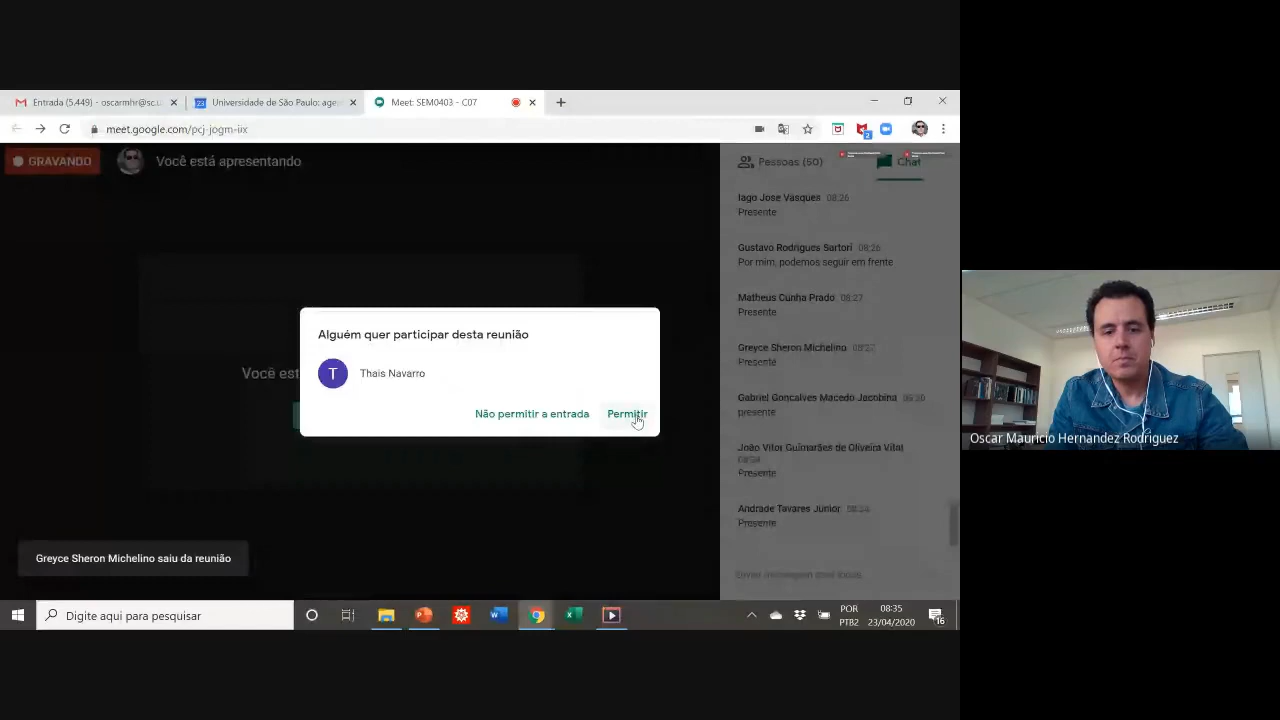 Entrada (5.449) - oscarmhr@sc.u
Universidade de São Paulo: age
Meet: SEM0403 - C07
meet.google.com/pcj-jogm-iix
GRAVANDO
Você está apresentando
Pessoas (50)
Chat
Iago Jose Vasques 08:26
Presente
Gustavo Rodrigues Sartori 08:26
Por mim, podemos seguir em frente
Matheus Cunha Prado 08:27
Presente
Greyce Sheron Michelino 08:27
Presente
Gabriel Goncalves Macedo Jacobina
presente
João Vitor Guimarães de Oliveira Vital
Presente
Andrade Tavares Junior
Presente
Alguém quer participar desta reunião
T
Thais Navarro
Não permitir a entrada
Permitir
Você est
Greyce Sheron Michelino saiu da reunião
Oscar Mauricio Hernandez Rodriguez
Digite aqui para pesquisar
POR
PTB2
08:35
23/04/2020
16